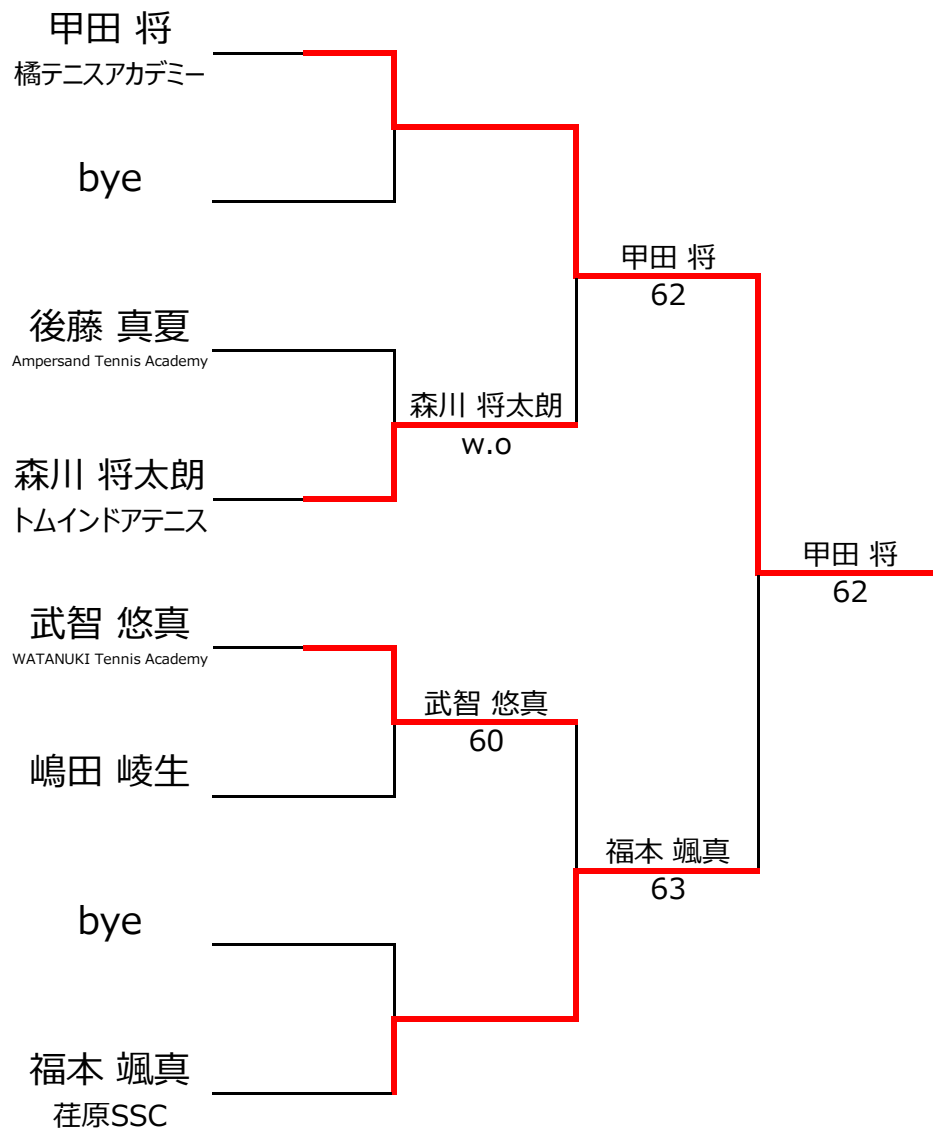 甲田 将
橘テニスアカデミー
bye
甲田 将
62
後藤 真夏
Ampersand Tennis Academy
森川 将太朗
w.o
森川 将太朗
トムインドアテニス
甲田 将
62
武智 悠真
WATANUKI Tennis Academy
武智 悠真
60
嶋田 崚生
福本 颯真
63
bye
福本 颯真
荏原SSC